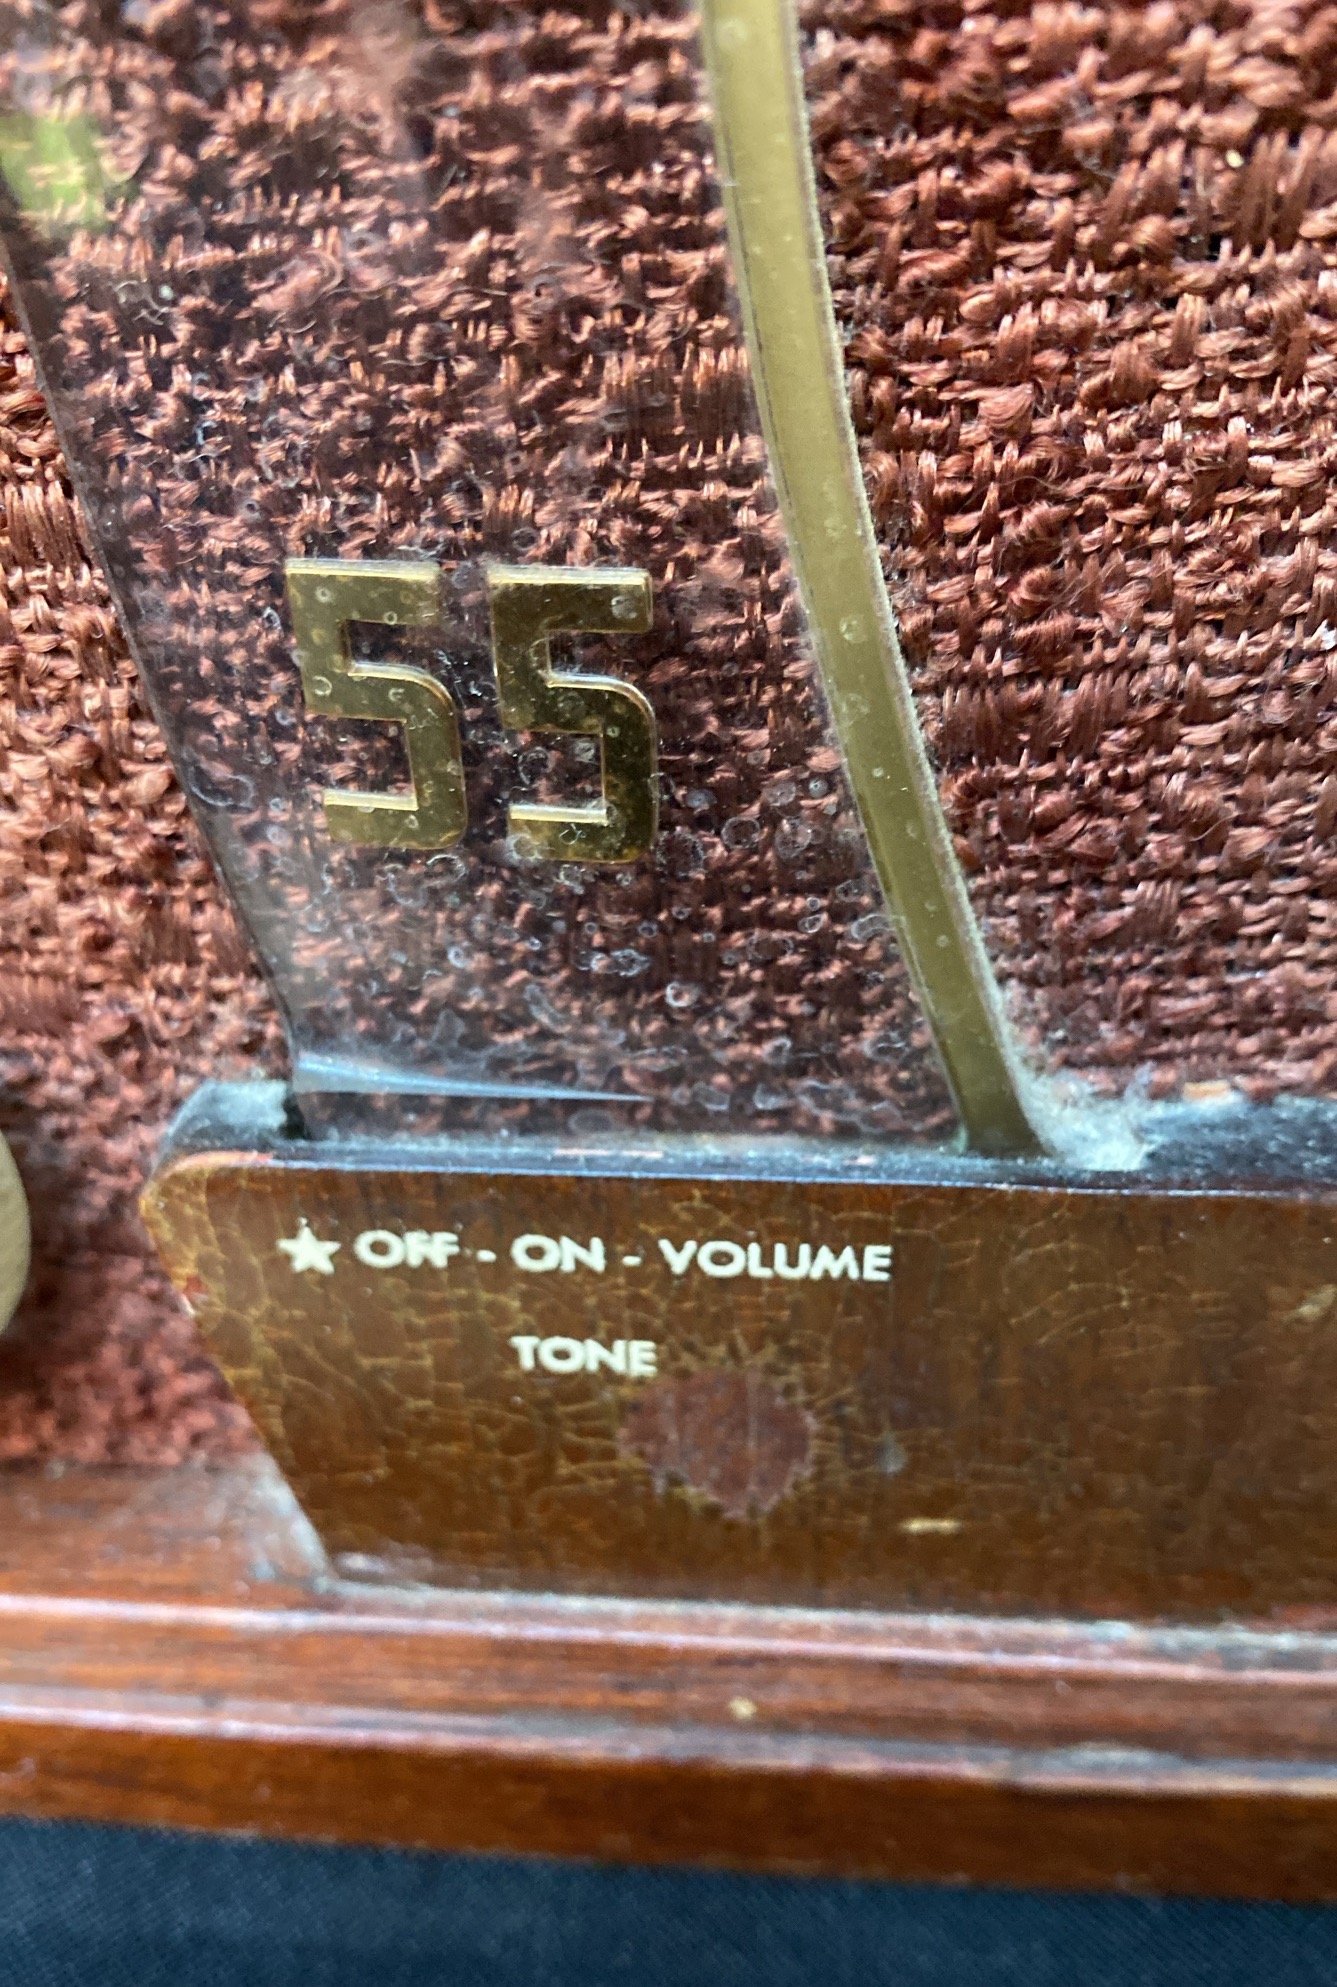 55
★ OFF - ON - VOLUME
TONE